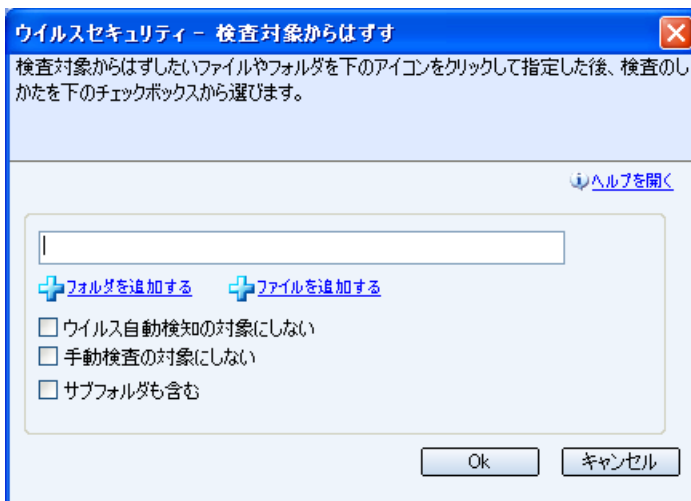 ウイルスセキュリティ - 検査対象からはずす
検査対象からはずしたいファイルやフォルダを下のアイコンをクリックして指定した後、検査のし
かたを下のチェックボックスから選びます。
ヘルプを開く
フォルダを追加する ファイルを追加する
ウイルス自動検知の対象にしない
手動検査の対象にしない
サブフォルダも含む
Ok キャンセル